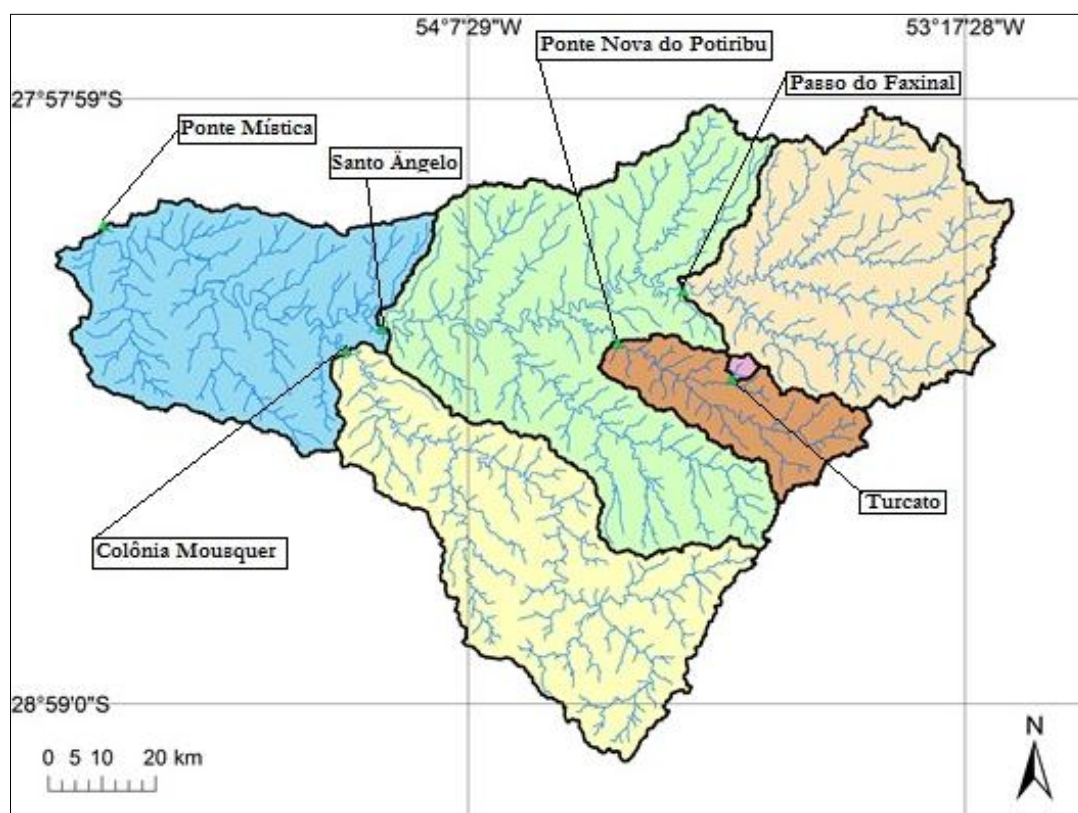 54°7'29"W
53°17'28"W
Ponte Nova do Potiribu
Passo do Faxinal
27°57'59"S
Ponte Mística
Santo Ângelo
Turcato
Colônia Mousquer
28°59'0"S
N
0 5 10 20 km